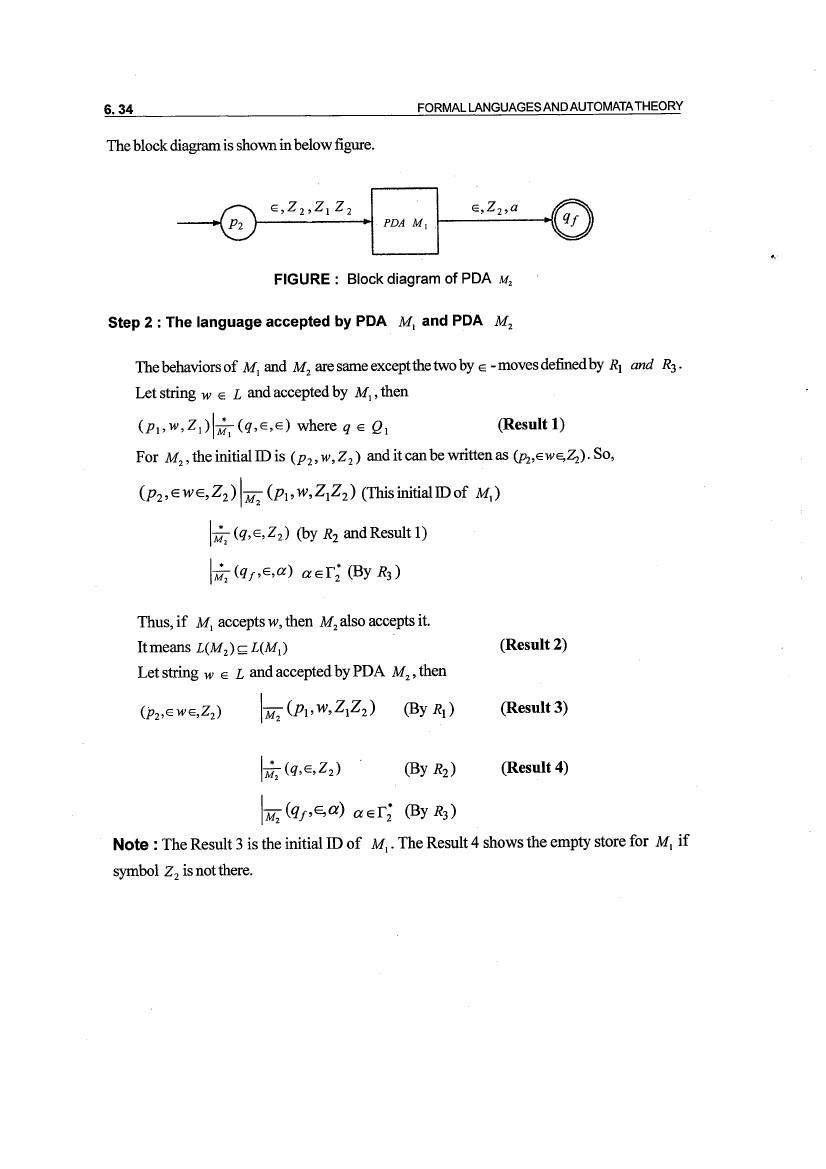 6. 34 FORMAL LANGUAGES AND AUTOMATA THEORY
The block diagram is shown in below figure.
p₂ ∈, Z₂, Z₁ Z₂ PDA M₁ ∈, Z₂, a q_f
FIGURE : Block diagram of PDA M₂
Step 2 : The language accepted by PDA M₁ and PDA M₂
The behaviors of M₁ and M₂ are same except the two by ∈ -moves defined by R₁ and R₃.
Let string w ∈ L and accepted by M₁, then
(p₁, w, Z₁) |*/M₁ (q, ∈, ∈) where q ∈ Q₁ (Result 1)
For M₂, the initial ID is (p₂, w, Z₂) and it can be written as (p₂, ∈w∈, Z₂). So,
(p₂, ∈w∈, Z₂) |—/M₂ (p₁, w, Z₁Z₂) (This initial ID of M₁)
|*/M₂ (q, ∈, Z₂) (by R₂ and Result 1)
|*/M₂ (q_f, ∈, α) α∈Γ₂* (By R₃)
Thus, if M₁ accepts w, then M₂ also accepts it.
It means L(M₂) ⊆ L(M₁) (Result 2)
Let string w ∈ L and accepted by PDA M₂, then
(p₂, ∈w∈, Z₂) |—/M₂ (p₁, w, Z₁Z₂) (By R₁) (Result 3)
|*/M₂ (q, ∈, Z₂) (By R₂) (Result 4)
|—/M₂ (q_f, ∈, α) α∈Γ₂* (By R₃)
Note : The Result 3 is the initial ID of M₁. The Result 4 shows the empty store for M₁ if
symbol Z₂ is not there.